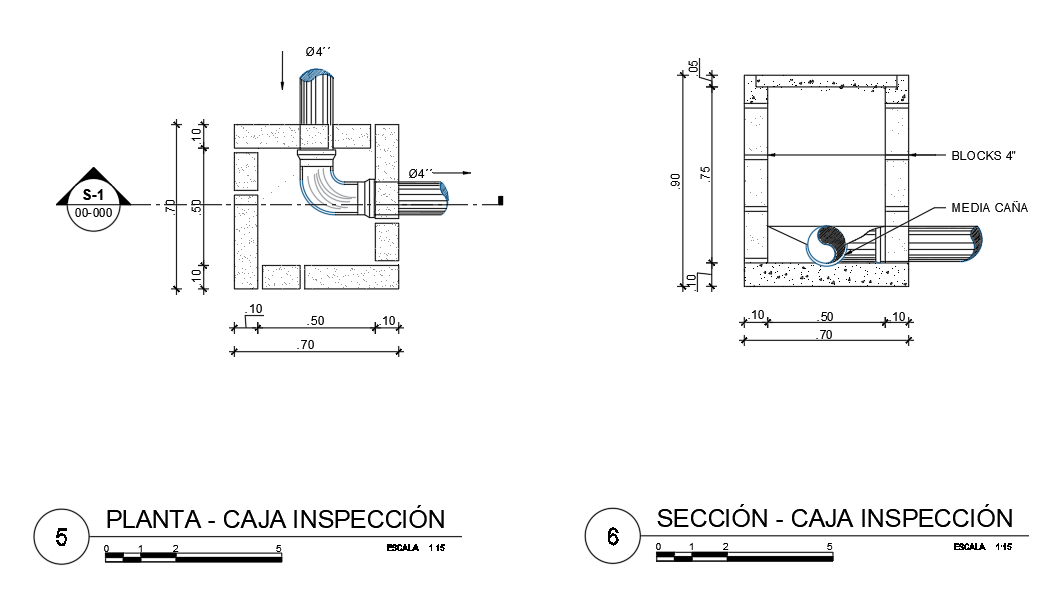 Ø4´´
.10
.50
.10
.70
Ø4´´
S-1
00-000
.10
.50
.10
.70
5
PLANTA - CAJA INSPECCIÓN
0 1 2 5
ESCALA 1:15
.05
.75
.90
.10
BLOCKS 4"
MEDIA CAÑA
.10
.50
.10
.70
6
SECCIÓN - CAJA INSPECCIÓN
0 1 2 5
ESCALA 1:15